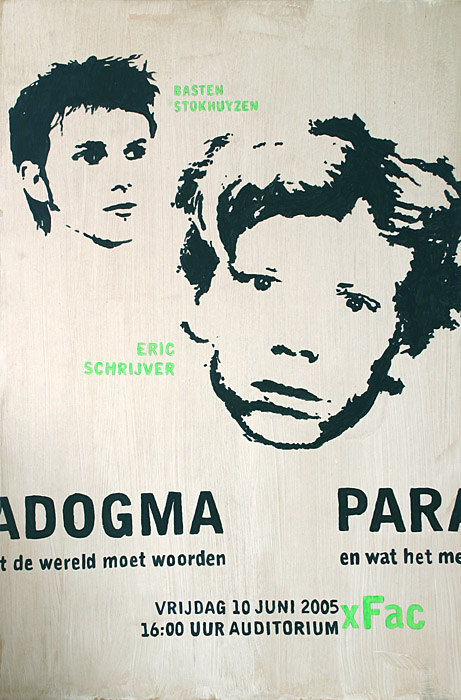 BASTEN
STOKHUYZEN
ERIC
SCHRIJVER
ADOGMA PARA
t de wereld moet woorden en wat het me
VRIJDAG 10 JUNI 2005
16:00 UUR AUDITORIUM
xFac